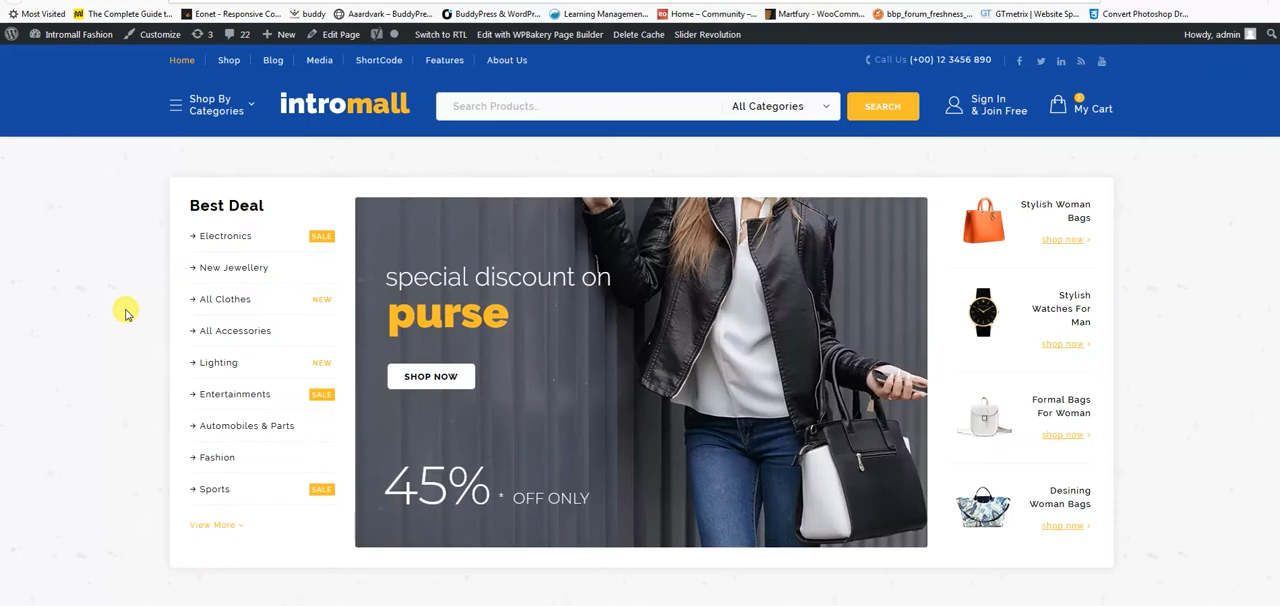 Most Visited The Complete Guide t... Eonet - Responsive Co... buddy Aaardvark – BuddyPre... BuddyPress & WordPr... Learning Managemen... Home – Community –... Martfury – WooComm... bbp_forum_freshness_... GTmetrix | Website Sp... Convert Photoshop Dr...
Intromall Fashion Customize 3 22 New Edit Page Switch to RTL Edit with WPBakery Page Builder Delete Cache Slider Revolution Howdy, admin
Home Shop Blog Media ShortCode Features About Us Call Us (+00) 12 3456 890
Shop By
Categories
intromall
Search Products.. All Categories SEARCH
Sign In
& Join Free
My Cart
Best Deal
Electronics SALE
New Jewellery
All Clothes NEW
All Accessories
Lighting NEW
Entertainments SALE
Automobiles & Parts
Fashion
Sports SALE
View More
special discount on
purse
SHOP NOW
45% * OFF ONLY
Stylish Woman
Bags
shop now ›
Stylish
Watches For
Man
shop now ›
Formal Bags
For Woman
shop now ›
Desining
Woman Bags
shop now ›